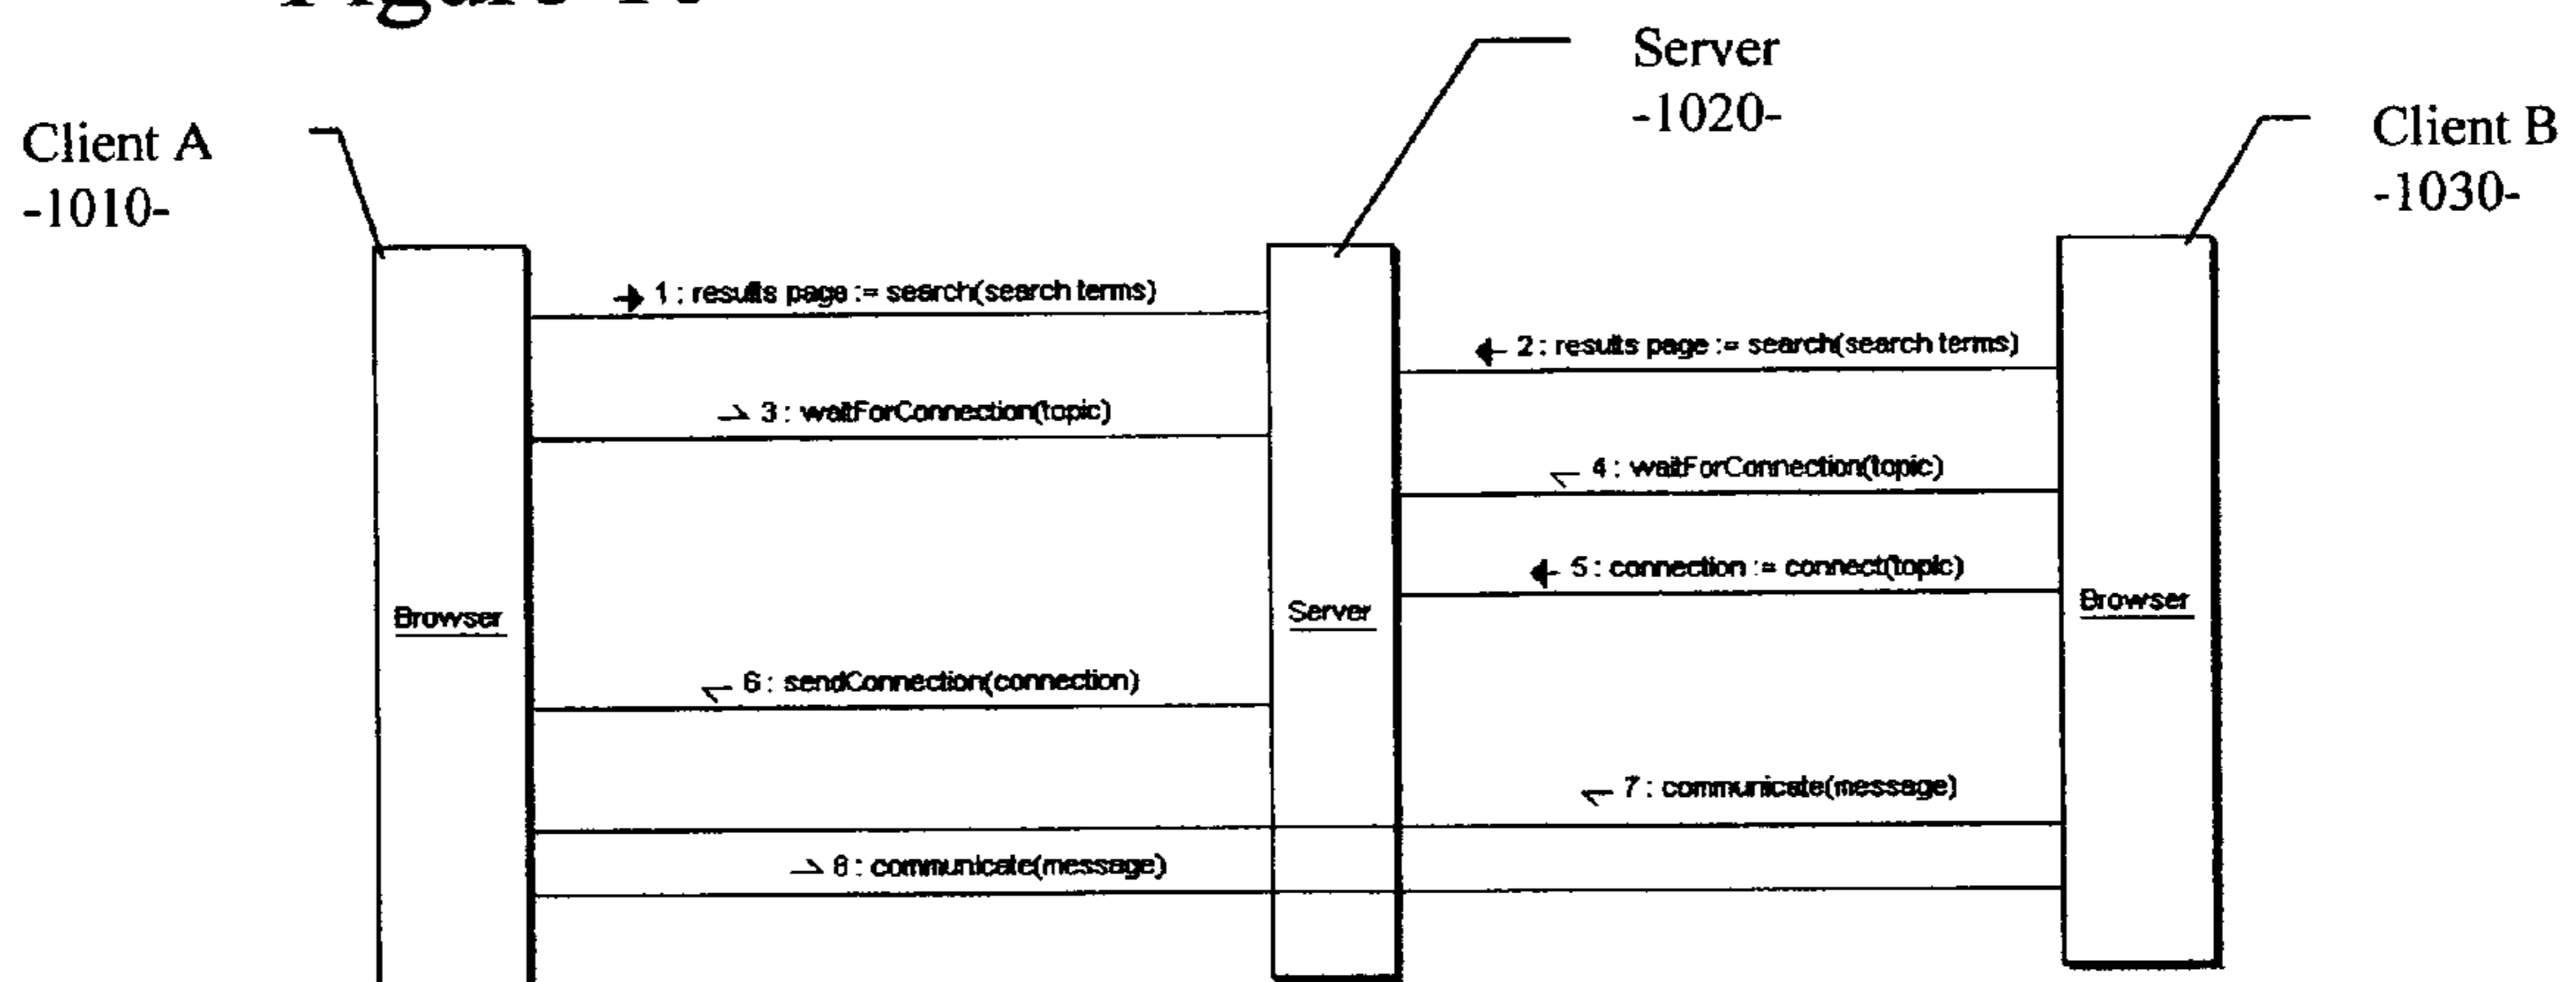 Server
-1020-
Client A
-1010-
Client B
-1030-
1 : results page := search(search terms)
2 : results page := search(search terms)
3 : waitForConnection(topic)
4 : waitForConnection(topic)
5 : connection := connect(topic)
Browser
Server
Browser
6 : sendConnection(connection)
7 : communicate(message)
8 : communicate(message)